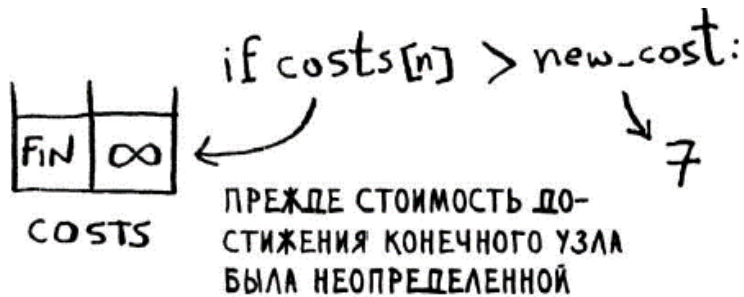 if costs[n] > new_cost:
FIN ∞
7
COSTS
ПРЕЖДЕ СТОИМОСТЬ ДО-
СТИЖЕНИЯ КОНЕЧНОГО УЗЛА
БЫЛА НЕОПРЕДЕЛЕННОЙ